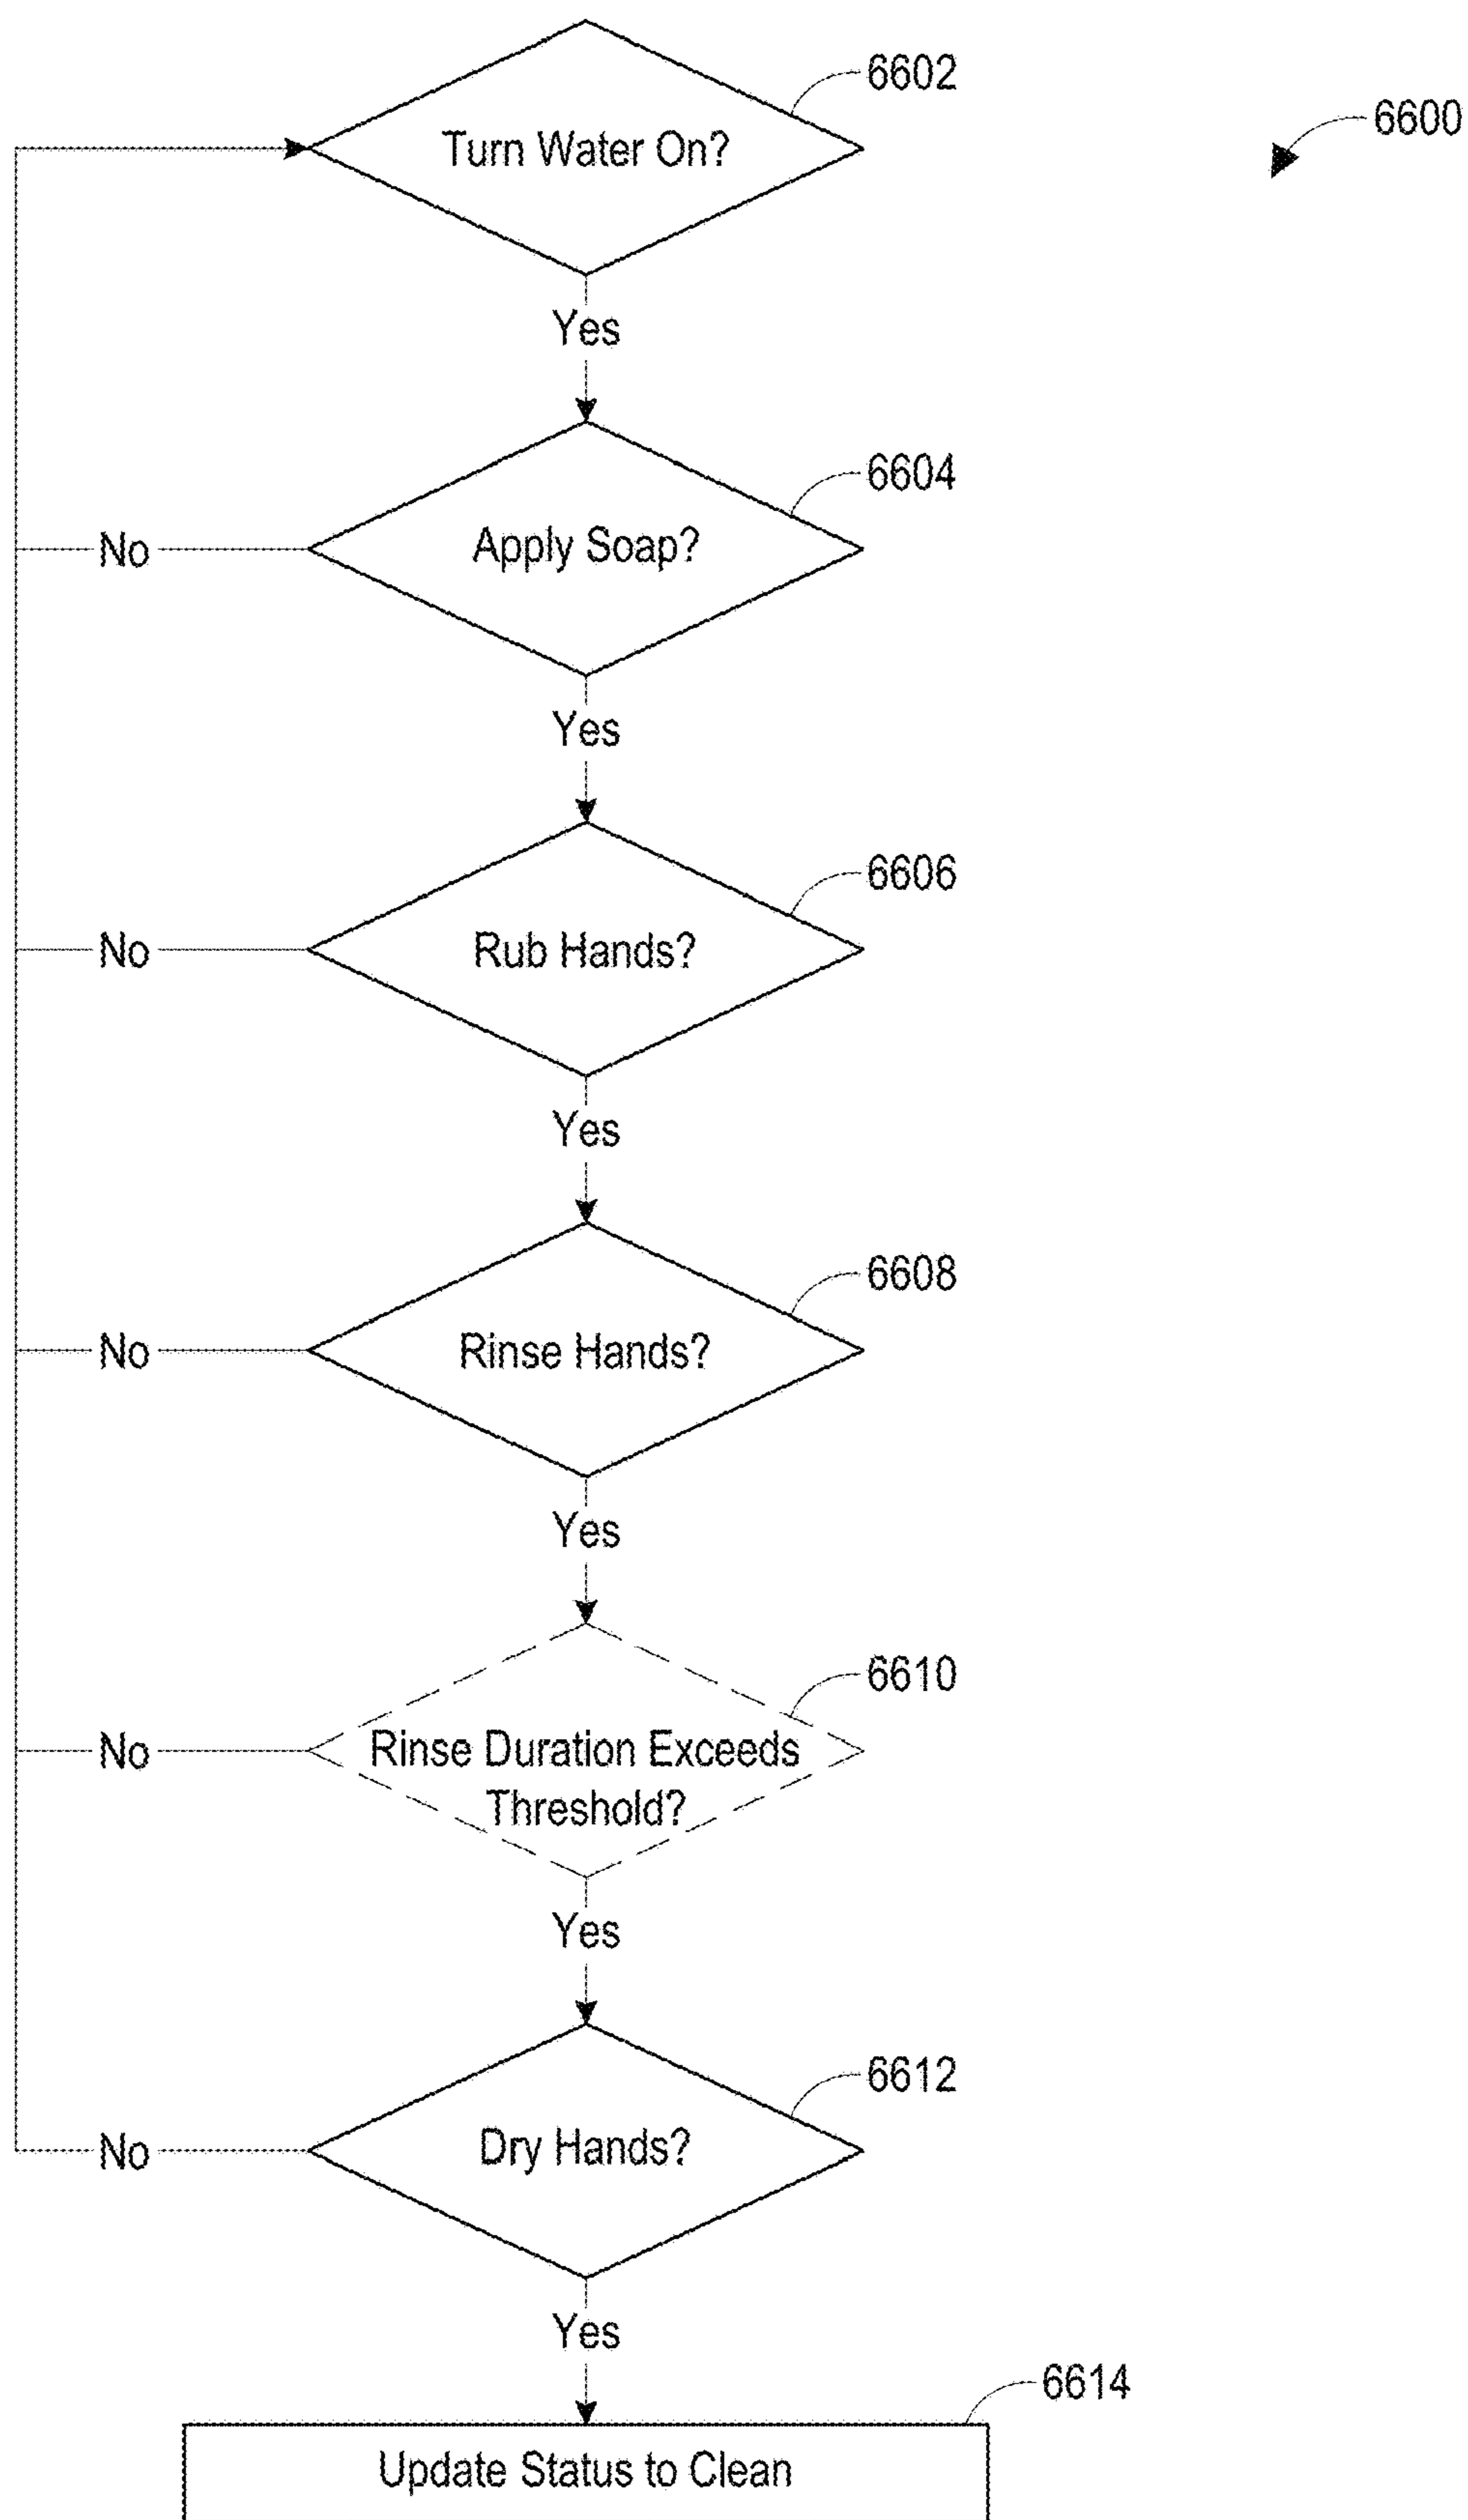 6602
6600
Turn Water On?
Yes
6604
Apply Soap?
No
Yes
6606
Rub Hands?
No
Yes
6608
Rinse Hands?
No
Yes
6610
Rinse Duration Exceeds
Threshold?
No
Yes
6612
Dry Hands?
No
Yes
6614
Update Status to Clean